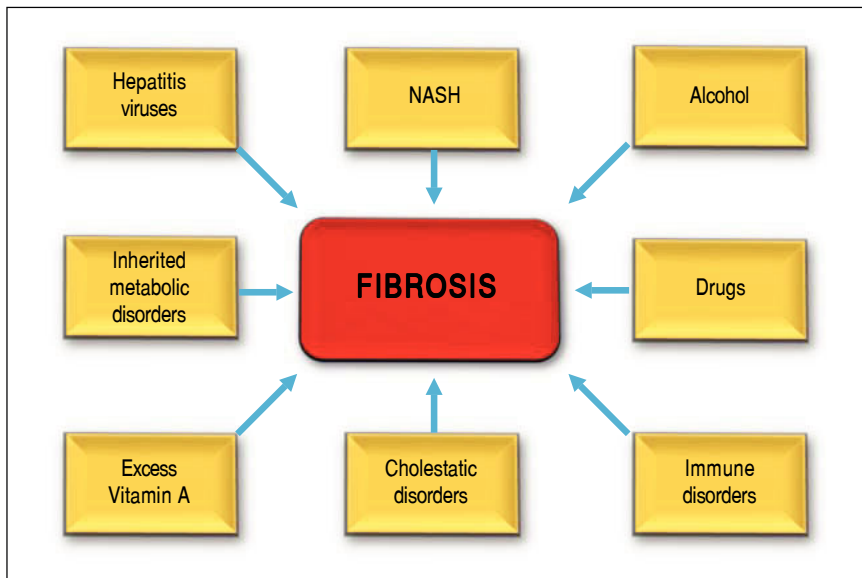 Hepatitis
viruses
NASH
Alcohol
Inherited
metabolic
disorders
FIBROSIS
Drugs
Excess
Vitamin A
Cholestatic
disorders
Immune
disorders